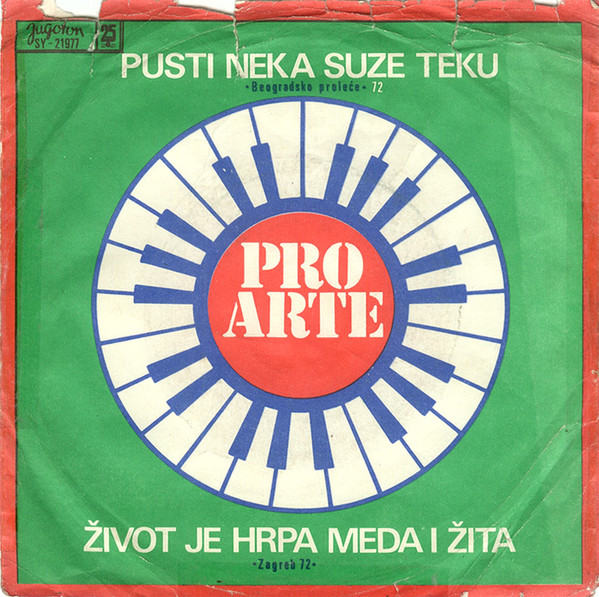 Jugoton
SY-21977
25
PUSTI NEKA SUZE TEKU
•Beogradsko proleće• 72
PRO
ARTE
ŽIVOT JE HRPA MEDA I ŽITA
•Zagreb 72•